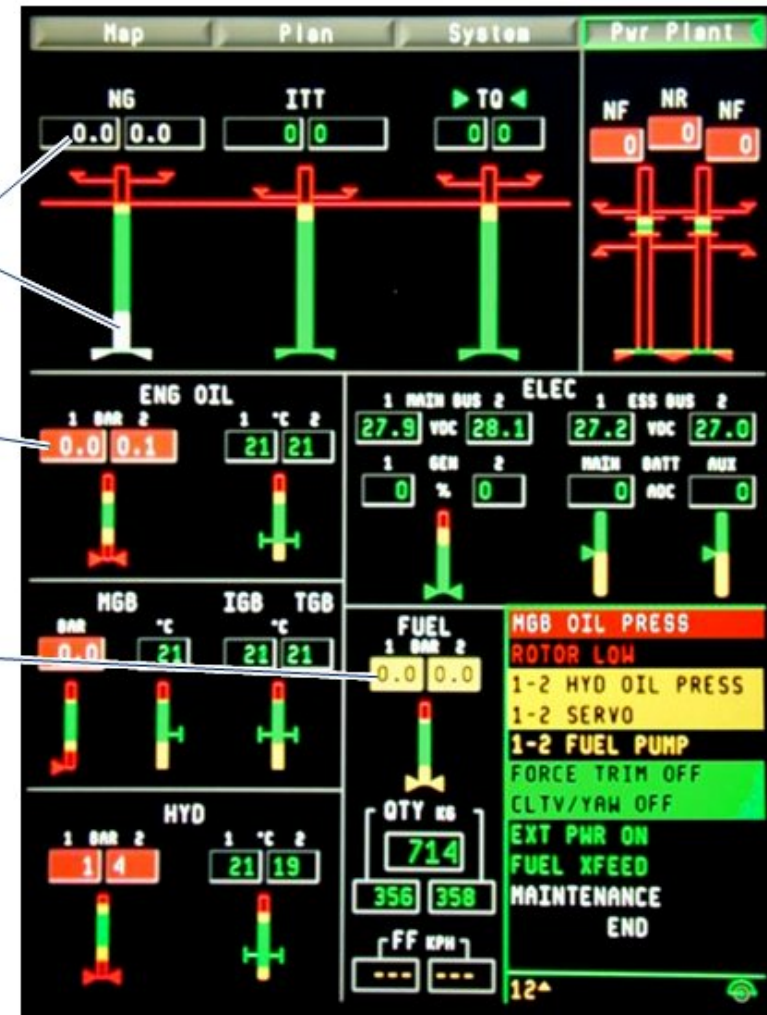 Map Plan System Pwr Plant
NG ITT TQ NF NR NF
0.0 0.0 0 0 0 0 0 0 0
ENG OIL
1 BAR 2 1 °C 2
0.0 0.1 21 21
ELEC
1 MAIN BUS 2 1 ESS BUS 2
27.9 VDC 28.1 27.2 VDC 27.0
1 GEN 2 MAIN BATT AUX
0 % 0 0 ADC 0
MGB IGB TGB
BAR °C °C
0.0 21 21 21
HYD
1 BAR 2 1 °C 2
1 4 21 19
FUEL
1 BAR 2
0.0 0.0
QTY KG
714
356 358
FF KPH
--- ---
MGB OIL PRESS
ROTOR LOW
1-2 HYD OIL PRESS
1-2 SERVO
1-2 FUEL PUMP
FORCE TRIM OFF
CLTV/YAW OFF
EXT PWR ON
FUEL XFEED
MAINTENANCE
END
12